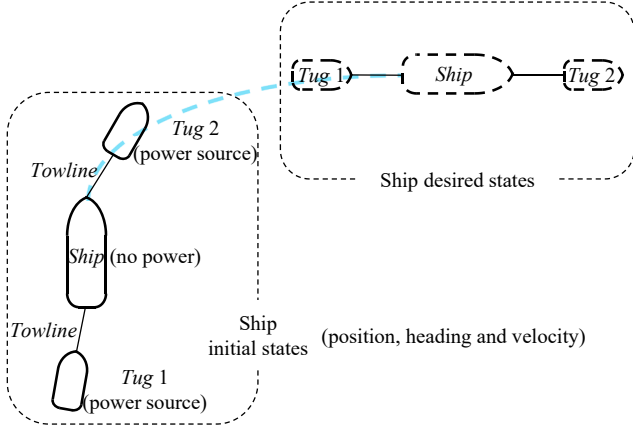 Tug 1
Ship
Tug 2
Ship desired states
Tug 2
(power source)
Towline
Ship (no power)
Towline
Tug 1
(power source)
Ship
initial states
(position, heading and velocity)